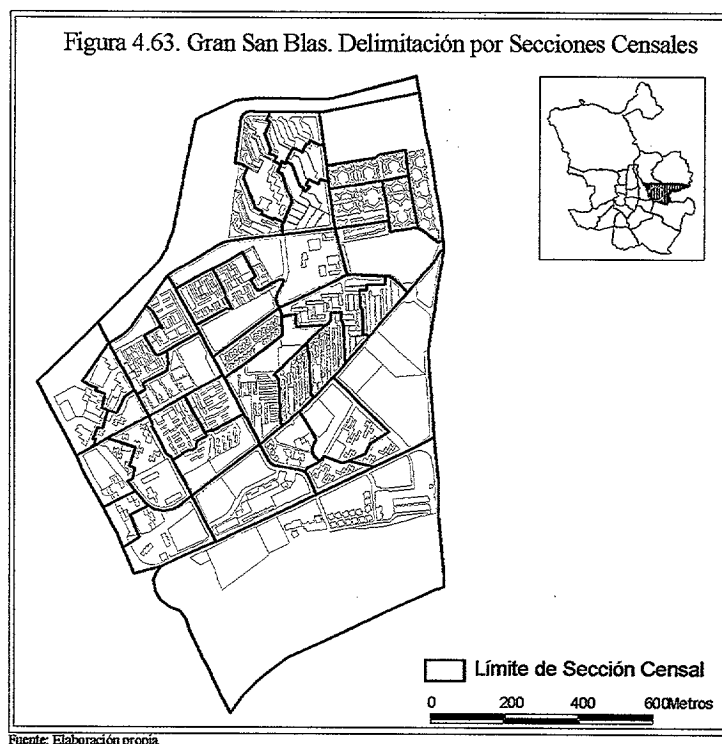 Figura 4.63. Gran San Blas. Delimitación por Secciones Censales
Límite de Sección Censal
0 200 400 600Metros
Fuente: Elaboración propia